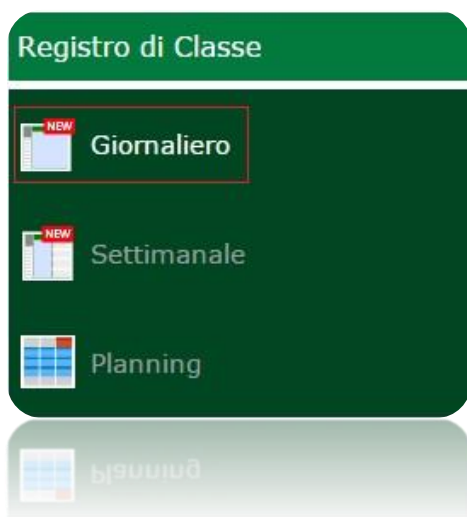 Registro di Classe
NEW
Giornaliero
NEW
Settimanale
Planning